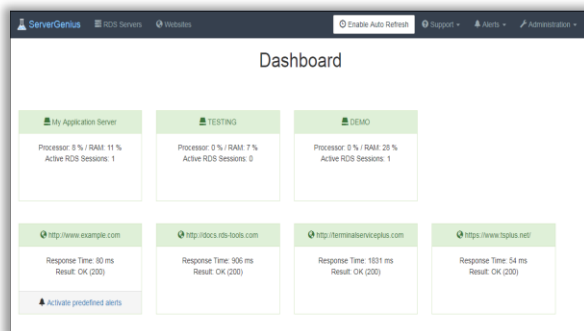 ServerGenius RDS Servers Websites Enable Auto Refresh Support Alerts Administration
Dashboard
My Application Server
Processor: 8 % / RAM: 11 %
Active RDS Sessions: 1
TESTING
Processor: 0 % / RAM: 7 %
Active RDS Sessions: 0
DEMO
Processor: 0 % / RAM: 28 %
Active RDS Sessions: 1
http://www.example.com
Response Time: 80 ms
Result: OK (200)
Activate predefined alerts
http://docs.rds-tools.com
Response Time: 906 ms
Result: OK (200)
http://terminalserviceplus.com
Response Time: 1831 ms
Result: OK (200)
https://www.tsplus.net/
Response Time: 54 ms
Result: OK (200)